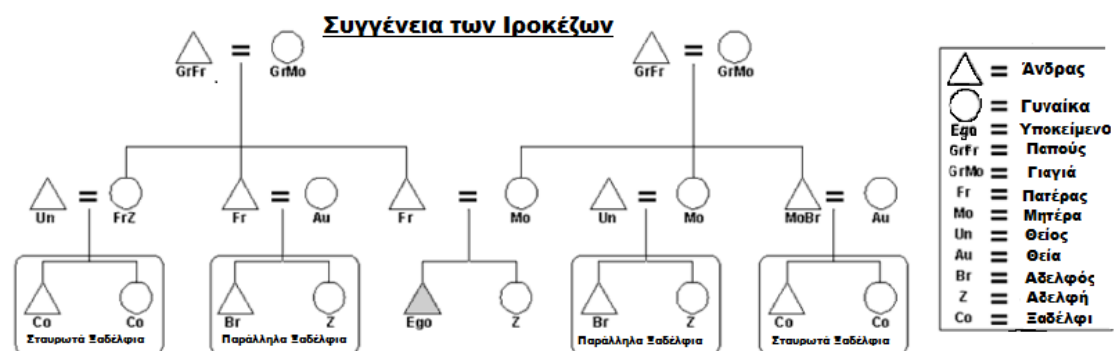 Συγγένεια των Ιροκέζων
GrFr = GrMo GrFr = GrMo
Un = FrZ Fr = Au Fr = Mo Un = Mo MoBr = Au
Co Co Br Z Ego Z Br Z Co Co
Σταυρωτά Ξαδέλφια Παράλληλα Ξαδέλφια Παράλληλα Ξαδέλφια Σταυρωτά Ξαδέλφια
= Άνδρας
= Γυναίκα
Ego = Υποκείμενο
GrFr = Παπούς
GrMo = Γιαγιά
Fr = Πατέρας
Mo = Μητέρα
Un = Θείος
Au = Θεία
Br = Αδελφός
Z = Αδελφή
Co = Ξαδέλφι